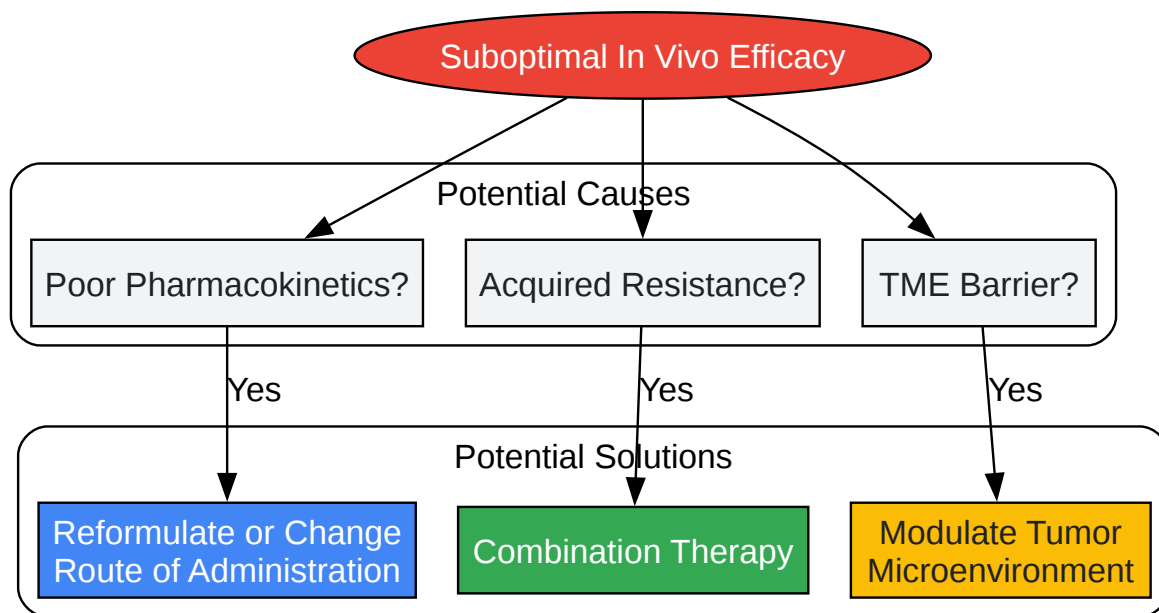 Suboptimal In Vivo Efficacy
Potential Causes
Poor Pharmacokinetics?
Acquired Resistance?
TME Barrier?
Yes
Yes
Yes
Potential Solutions
Reformulate or Change
Route of Administration
Combination Therapy
Modulate Tumor
Microenvironment